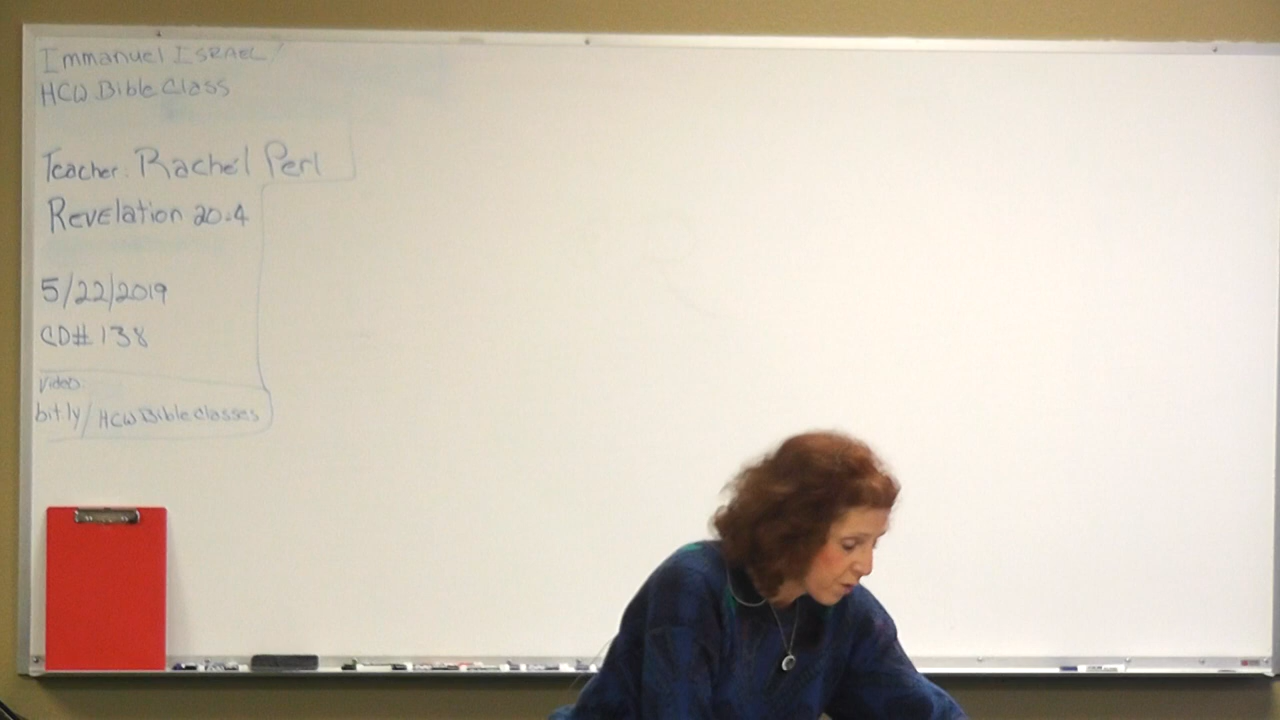 Immanuel ISRAEL/
HCW Bible Class
Teacher: Rachel Perl
Revelation 20:4
5/22/2019
CD# 138
Video:
bit.ly/HCWBibleClasses